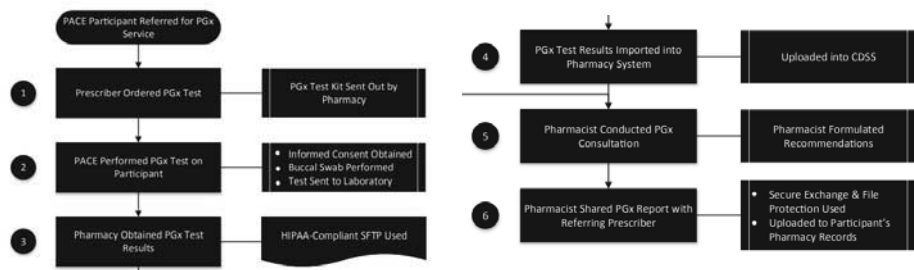 PACE Participant Referred for PGx
Service
1
Prescriber Ordered PGx Test
PGx Test Kit Sent Out by
Pharmacy
2
PACE Performed PGx Test on
Participant
• Informed Consent Obtained
• Buccal Swab Performed
• Test Sent to Laboratory
3
Pharmacy Obtained PGx Test
Results
HIPAA-Compliant SFTP Used
4
PGx Test Results Imported into
Pharmacy System
Uploaded into CDSS
5
Pharmacist Conducted PGx
Consultation
Pharmacist Formulated
Recommendations
6
Pharmacist Shared PGx Report with
Referring Prescriber
• Secure Exchange & File
Protection Used
• Uploaded to Participant's
Pharmacy Records